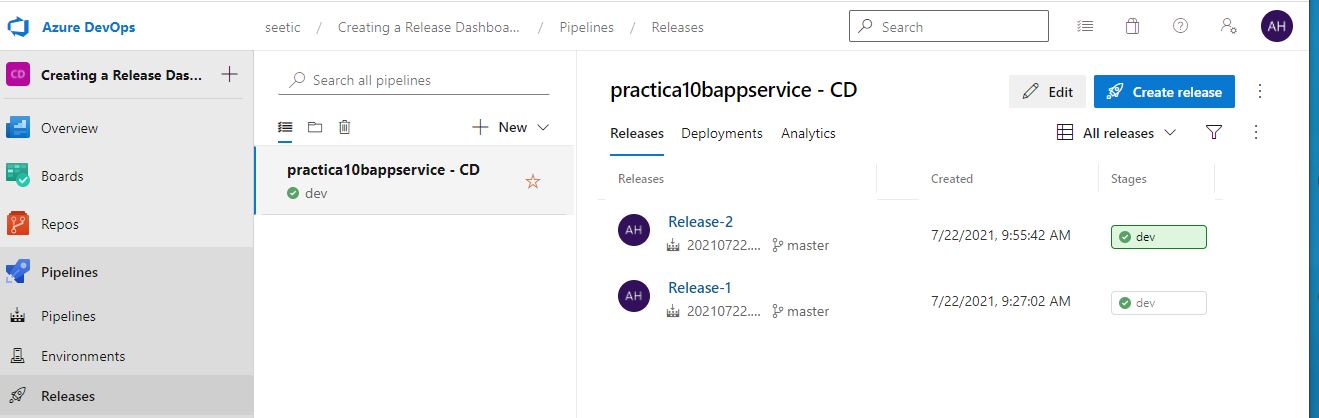 Azure DevOps
seetic / Creating a Release Dashboa... / Pipelines / Releases
Search
AH
CD Creating a Release Das...
Overview
Boards
Repos
Pipelines
Pipelines
Environments
Releases
Search all pipelines
New
practica10bappservice - CD
dev
practica10bappservice - CD
Edit
Create release
Releases Deployments Analytics
All releases
Releases Created Stages
AH Release-2
20210722.... master
7/22/2021, 9:55:42 AM
dev
AH Release-1
20210722.... master
7/22/2021, 9:27:02 AM
dev